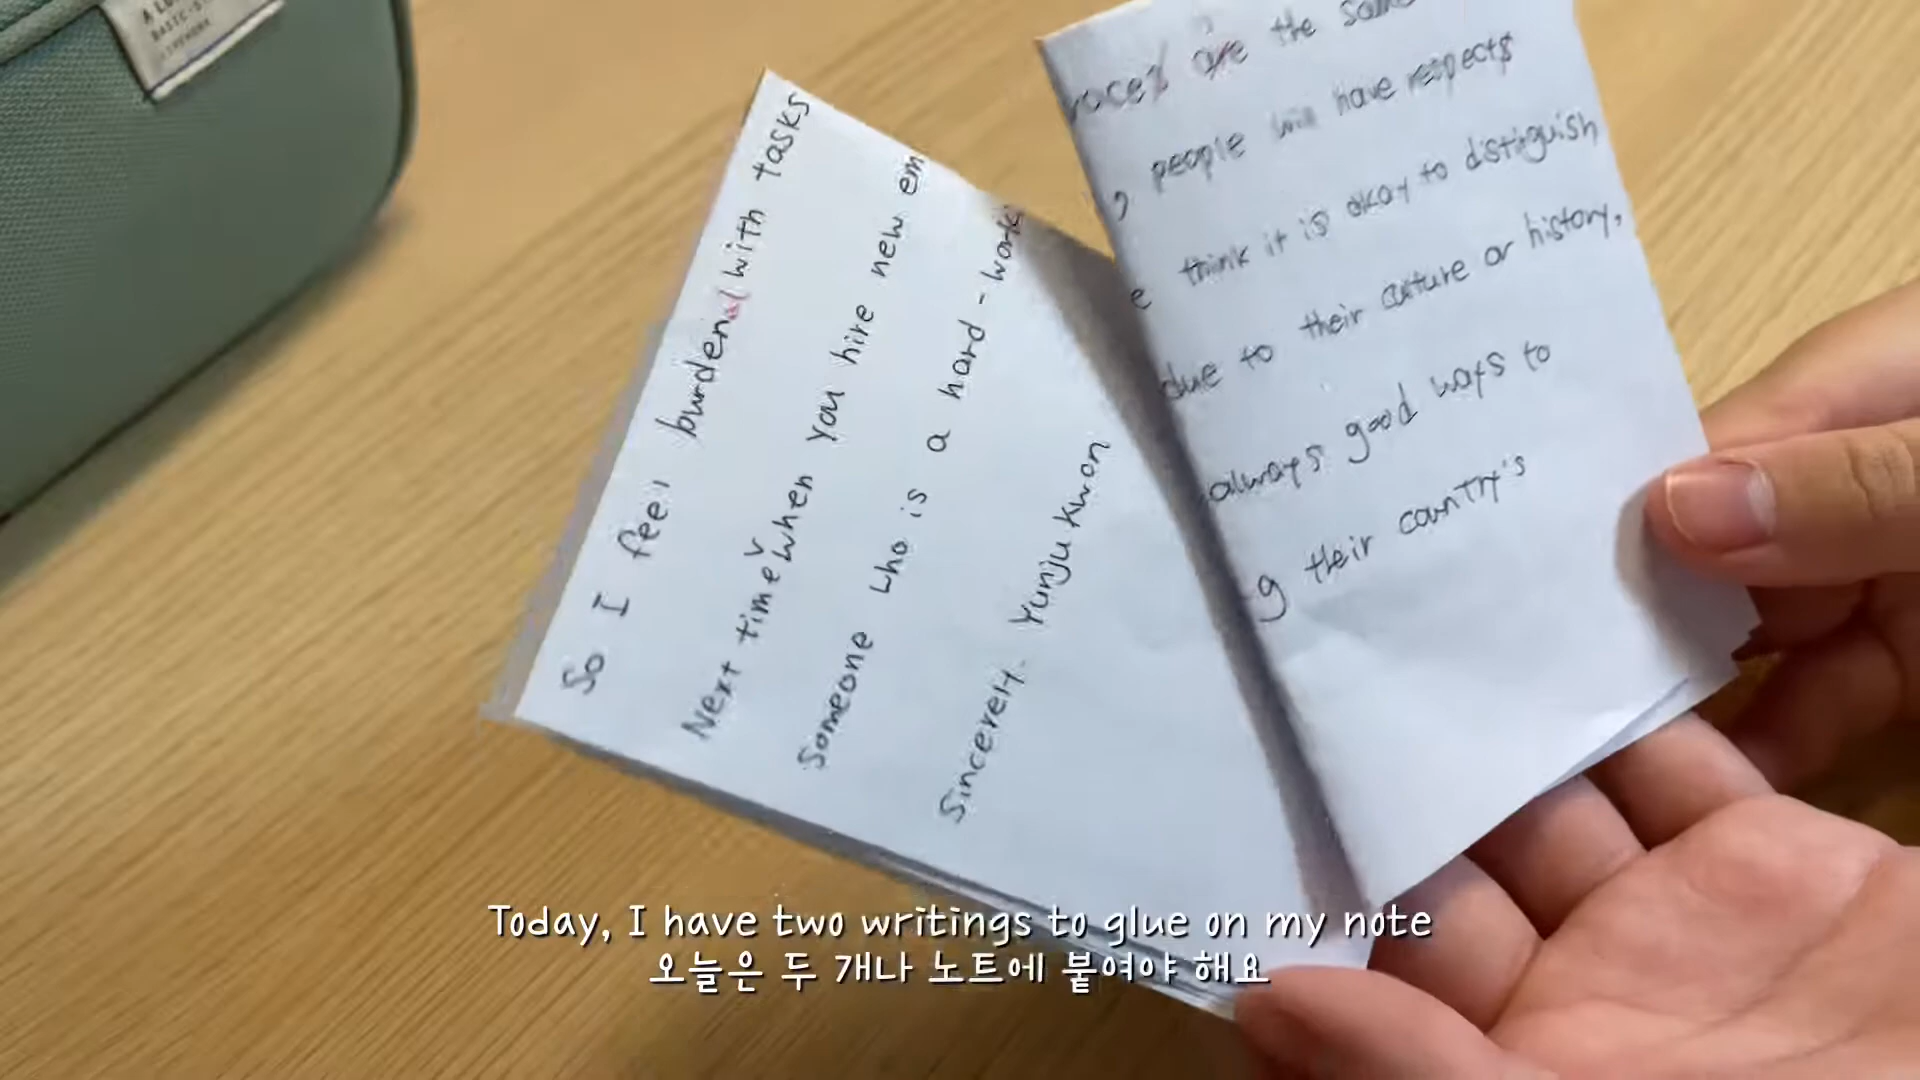 A L
BASIC-S
So I feel burdened with tasks
Next time when you hire new em
Someone who is a hard-work
Sincerely. Yunju Kwon
races are the same
, people will have respects
e think it is okay to distinguish
due to their culture or history,
always good ways to
g their country's
Today, I have two writings to glue on my note
오늘은 두 개나 노트에 붙여야 해요